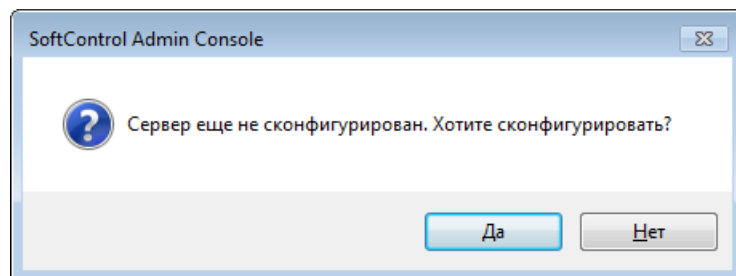 SoftControl Admin Console
Сервер еще не сконфигурирован. Хотите сконфигурировать?
Да
Нет